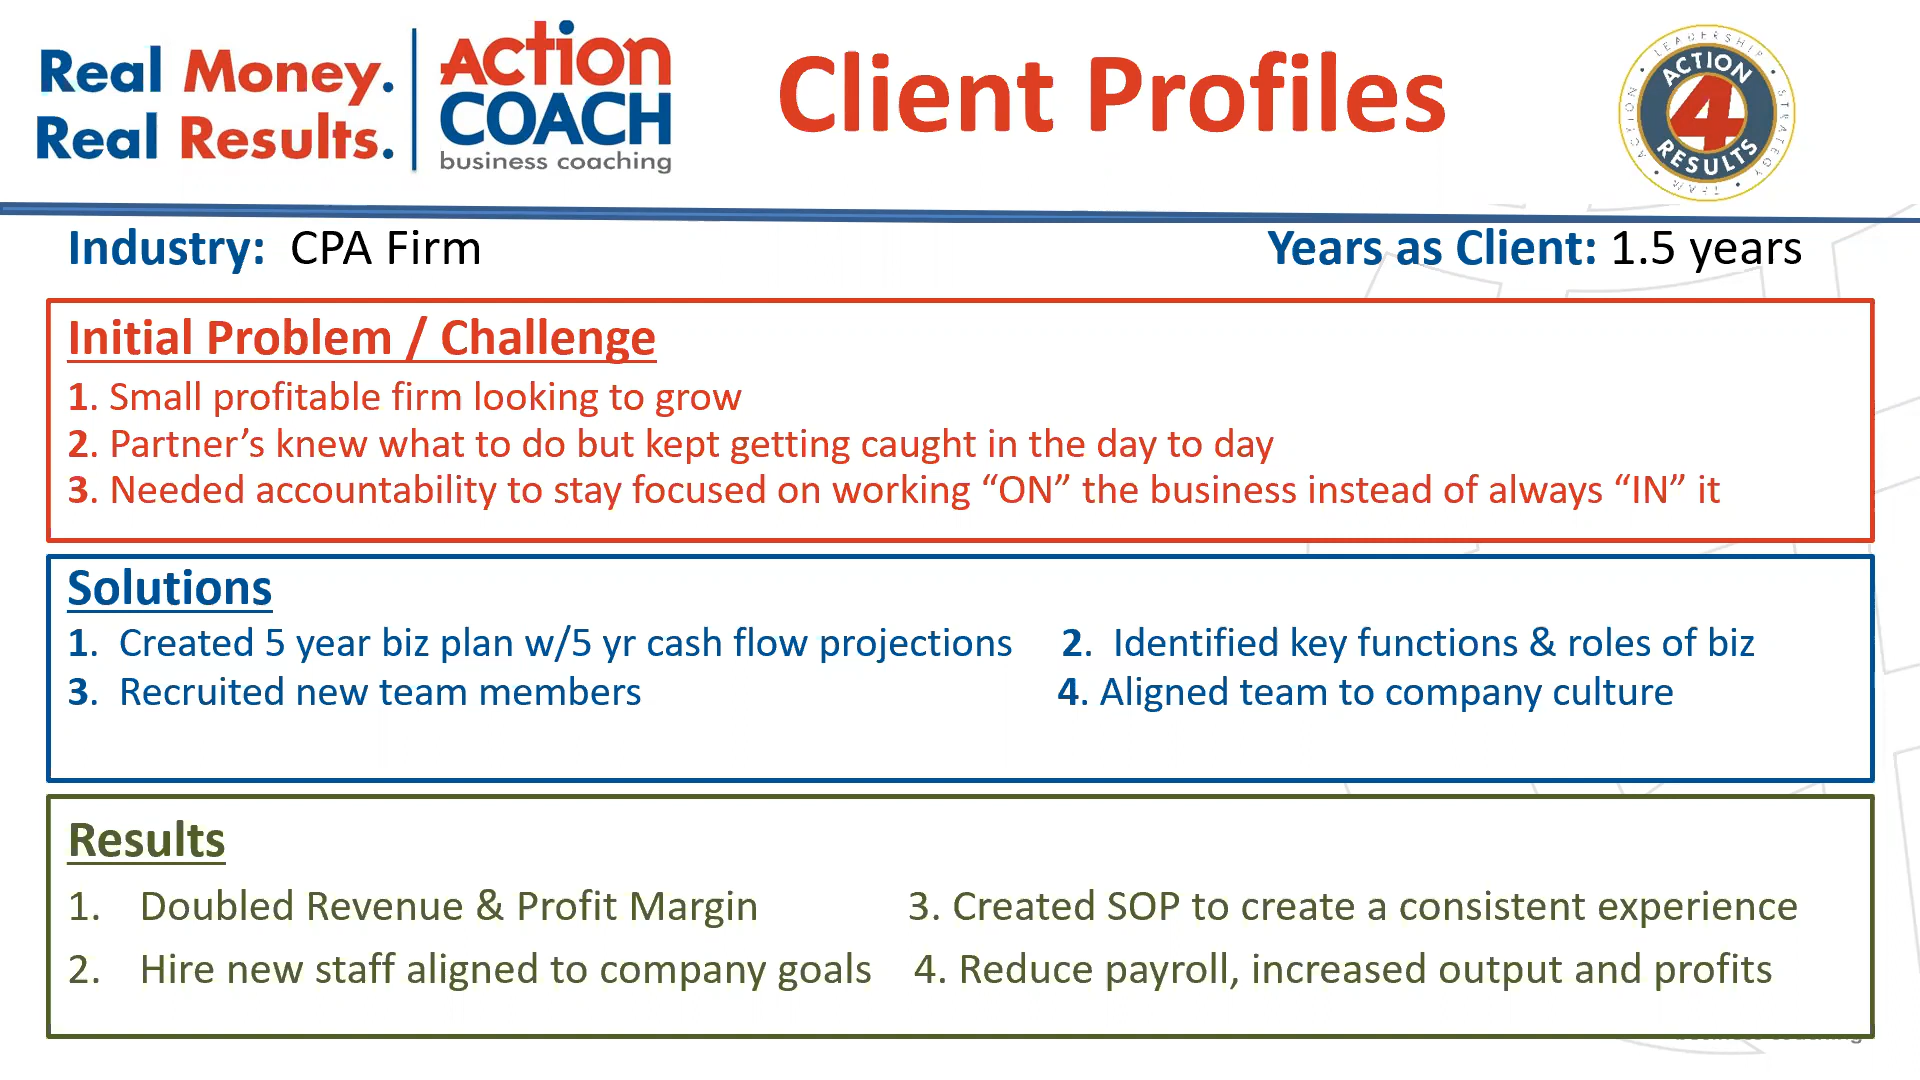 Real Money.
Real Results.
ACTION
COACH
business coaching
Client Profiles
LEADERSHIP • STRATEGY • TEAM • ACTION •
ACTION
4
RESULTS
Industry: CPA Firm
Years as Client: 1.5 years
Initial Problem / Challenge
1. Small profitable firm looking to grow
2. Partner’s knew what to do but kept getting caught in the day to day
3. Needed accountability to stay focused on working “ON” the business instead of always “IN” it
Solutions
1. Created 5 year biz plan w/5 yr cash flow projections
2. Identified key functions & roles of biz
3. Recruited new team members
4. Aligned team to company culture
Results
1. Doubled Revenue & Profit Margin
3. Created SOP to create a consistent experience
2. Hire new staff aligned to company goals
4. Reduce payroll, increased output and profits